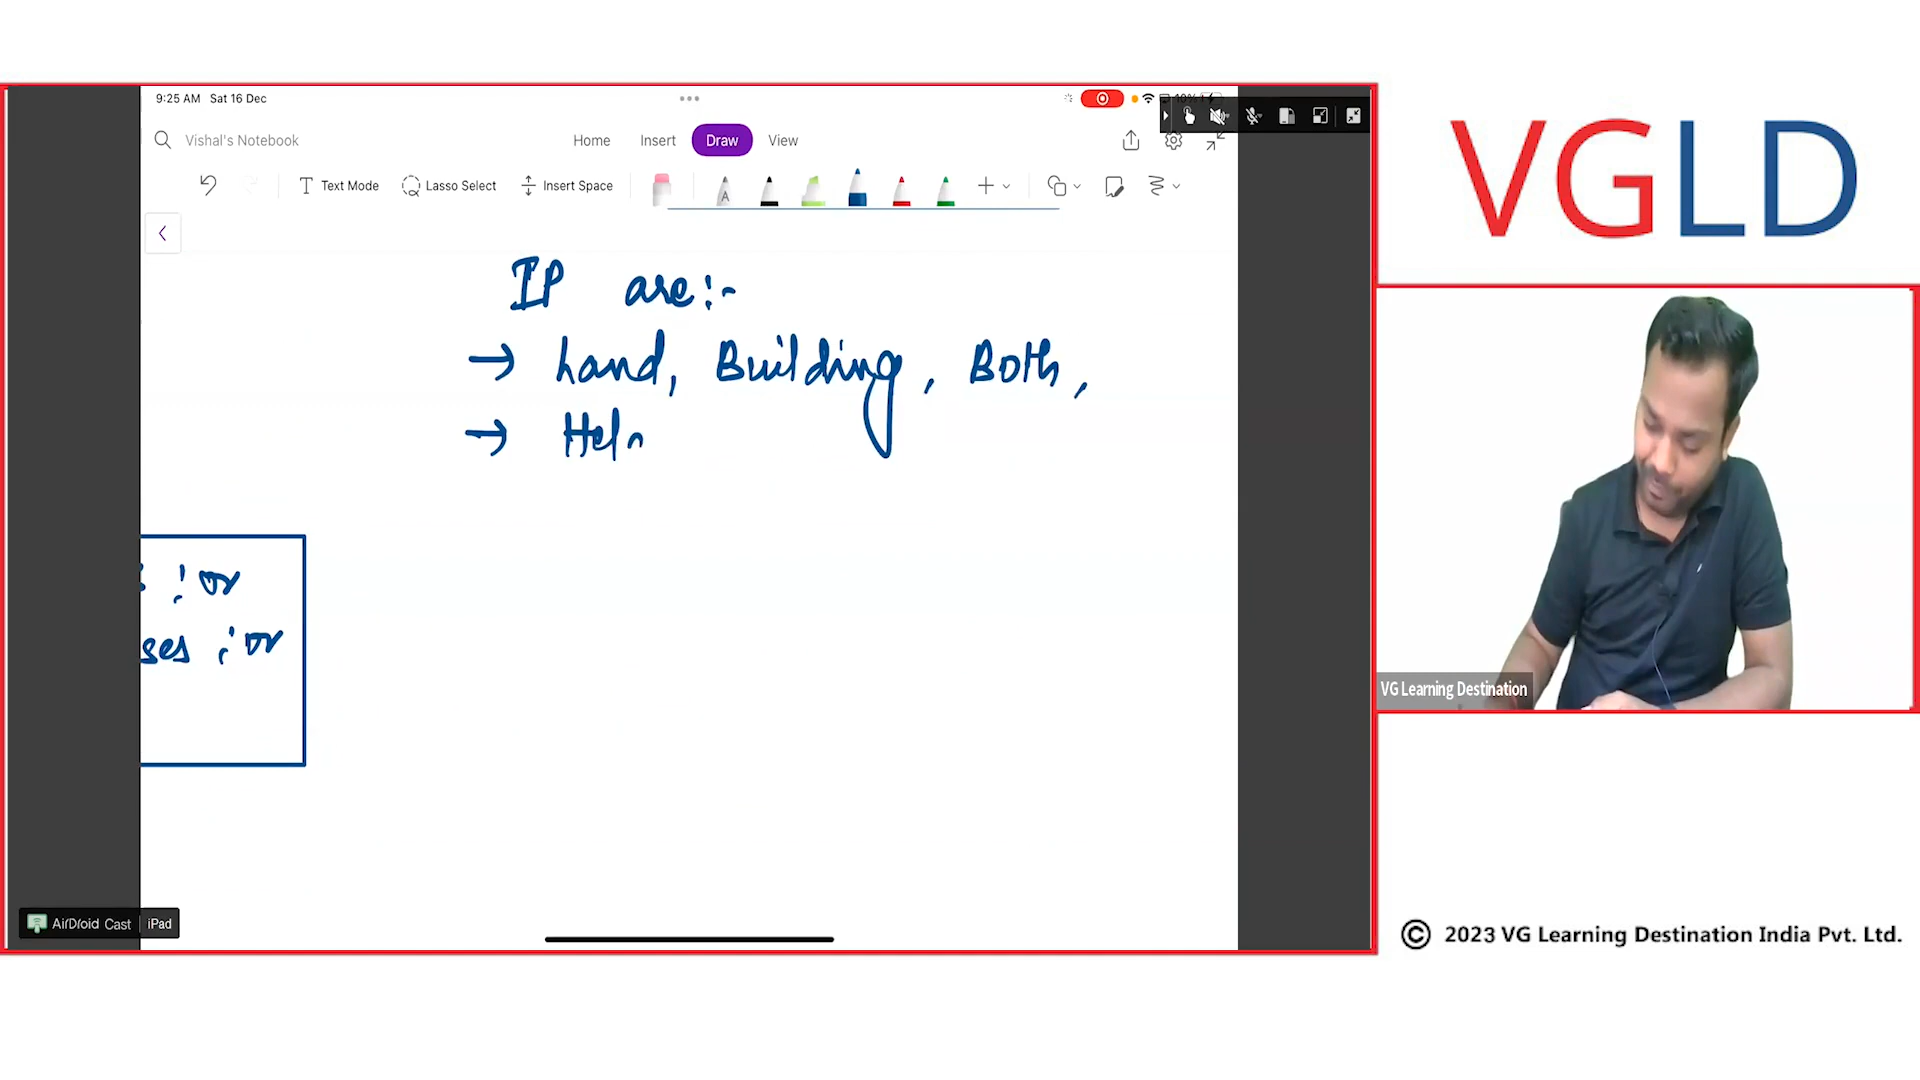 9:25 AM Sat 16 Dec
Vishal's Notebook
Home Insert Draw View
Text Mode Lasso Select Insert Space
A
IP are:-
→ Land, Building, Both,
→ Hel
: or
ses : or
VGLD
VG Learning Destination
AirDroid Cast iPad
© 2023 VG Learning Destination India Pvt. Ltd.